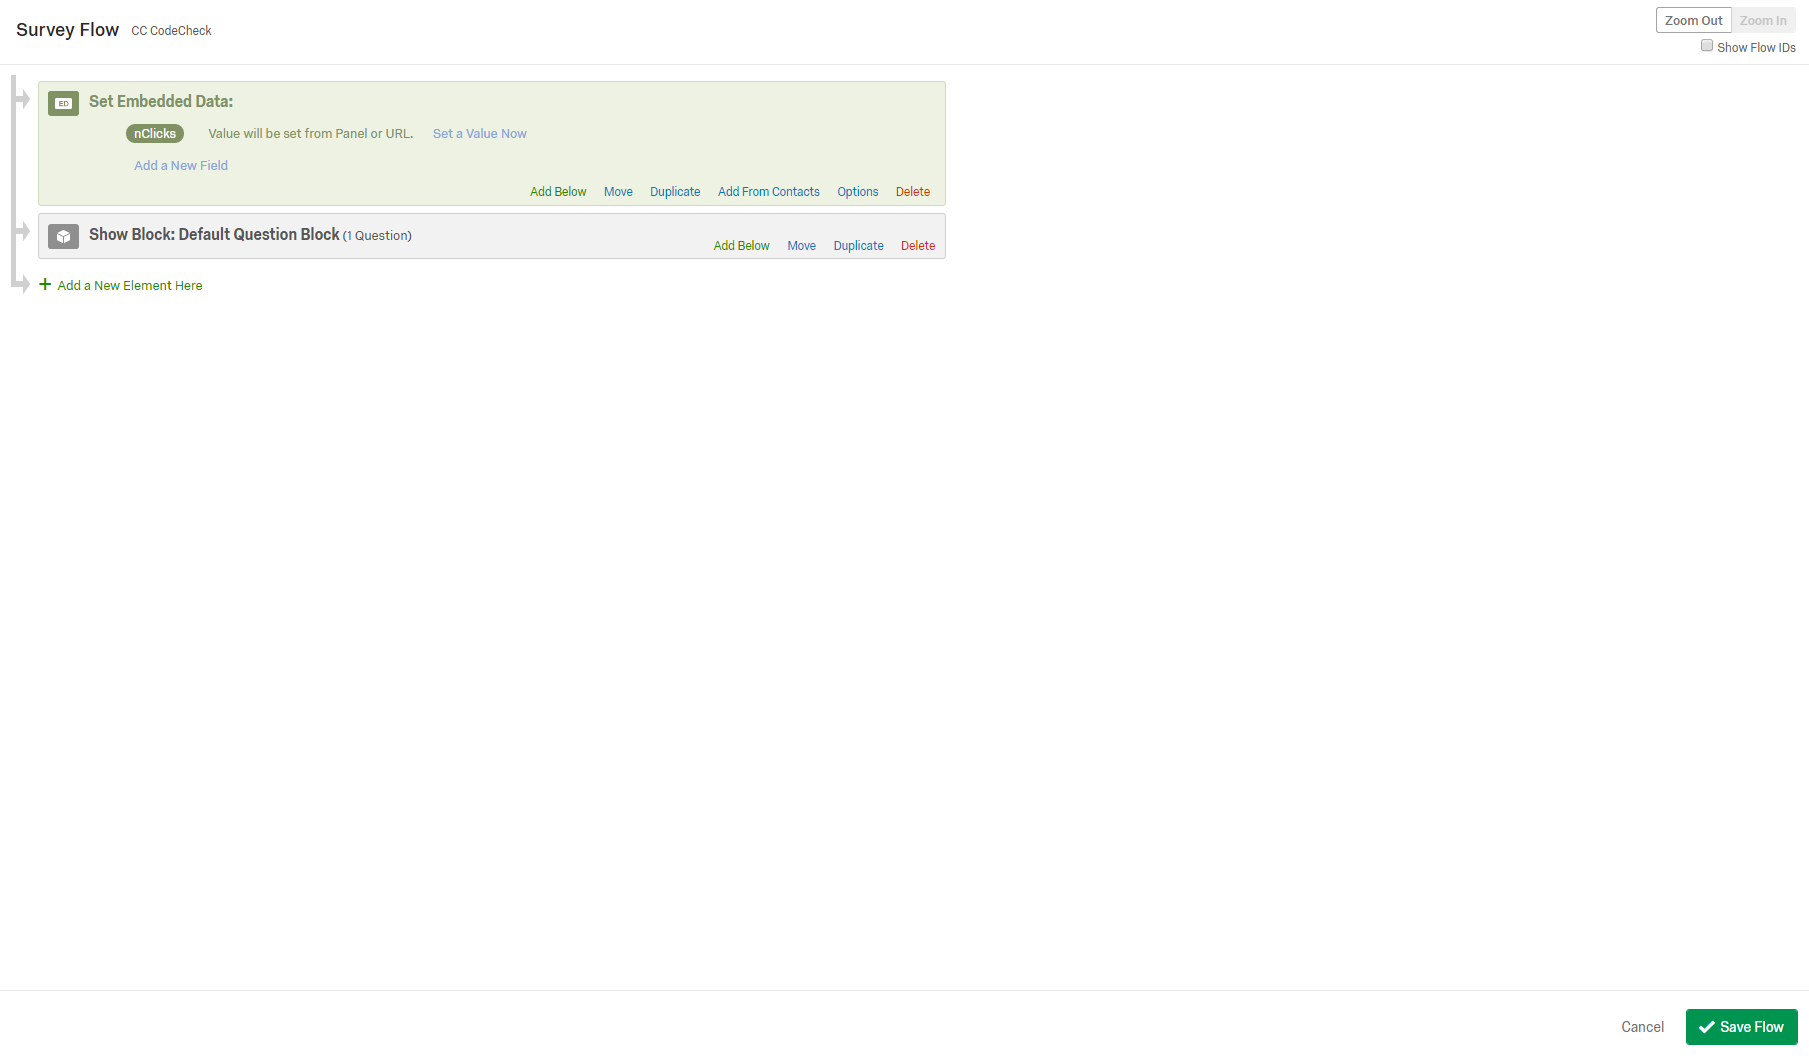 Survey Flow CC CodeCheck
Zoom Out Zoom In
Show Flow IDs
ED Set Embedded Data:
nClicks Value will be set from Panel or URL. Set a Value Now
Add a New Field
Add Below Move Duplicate Add From Contacts Options Delete
Show Block: Default Question Block (1 Question)
Add Below Move Duplicate Delete
+ Add a New Element Here
Cancel Save Flow